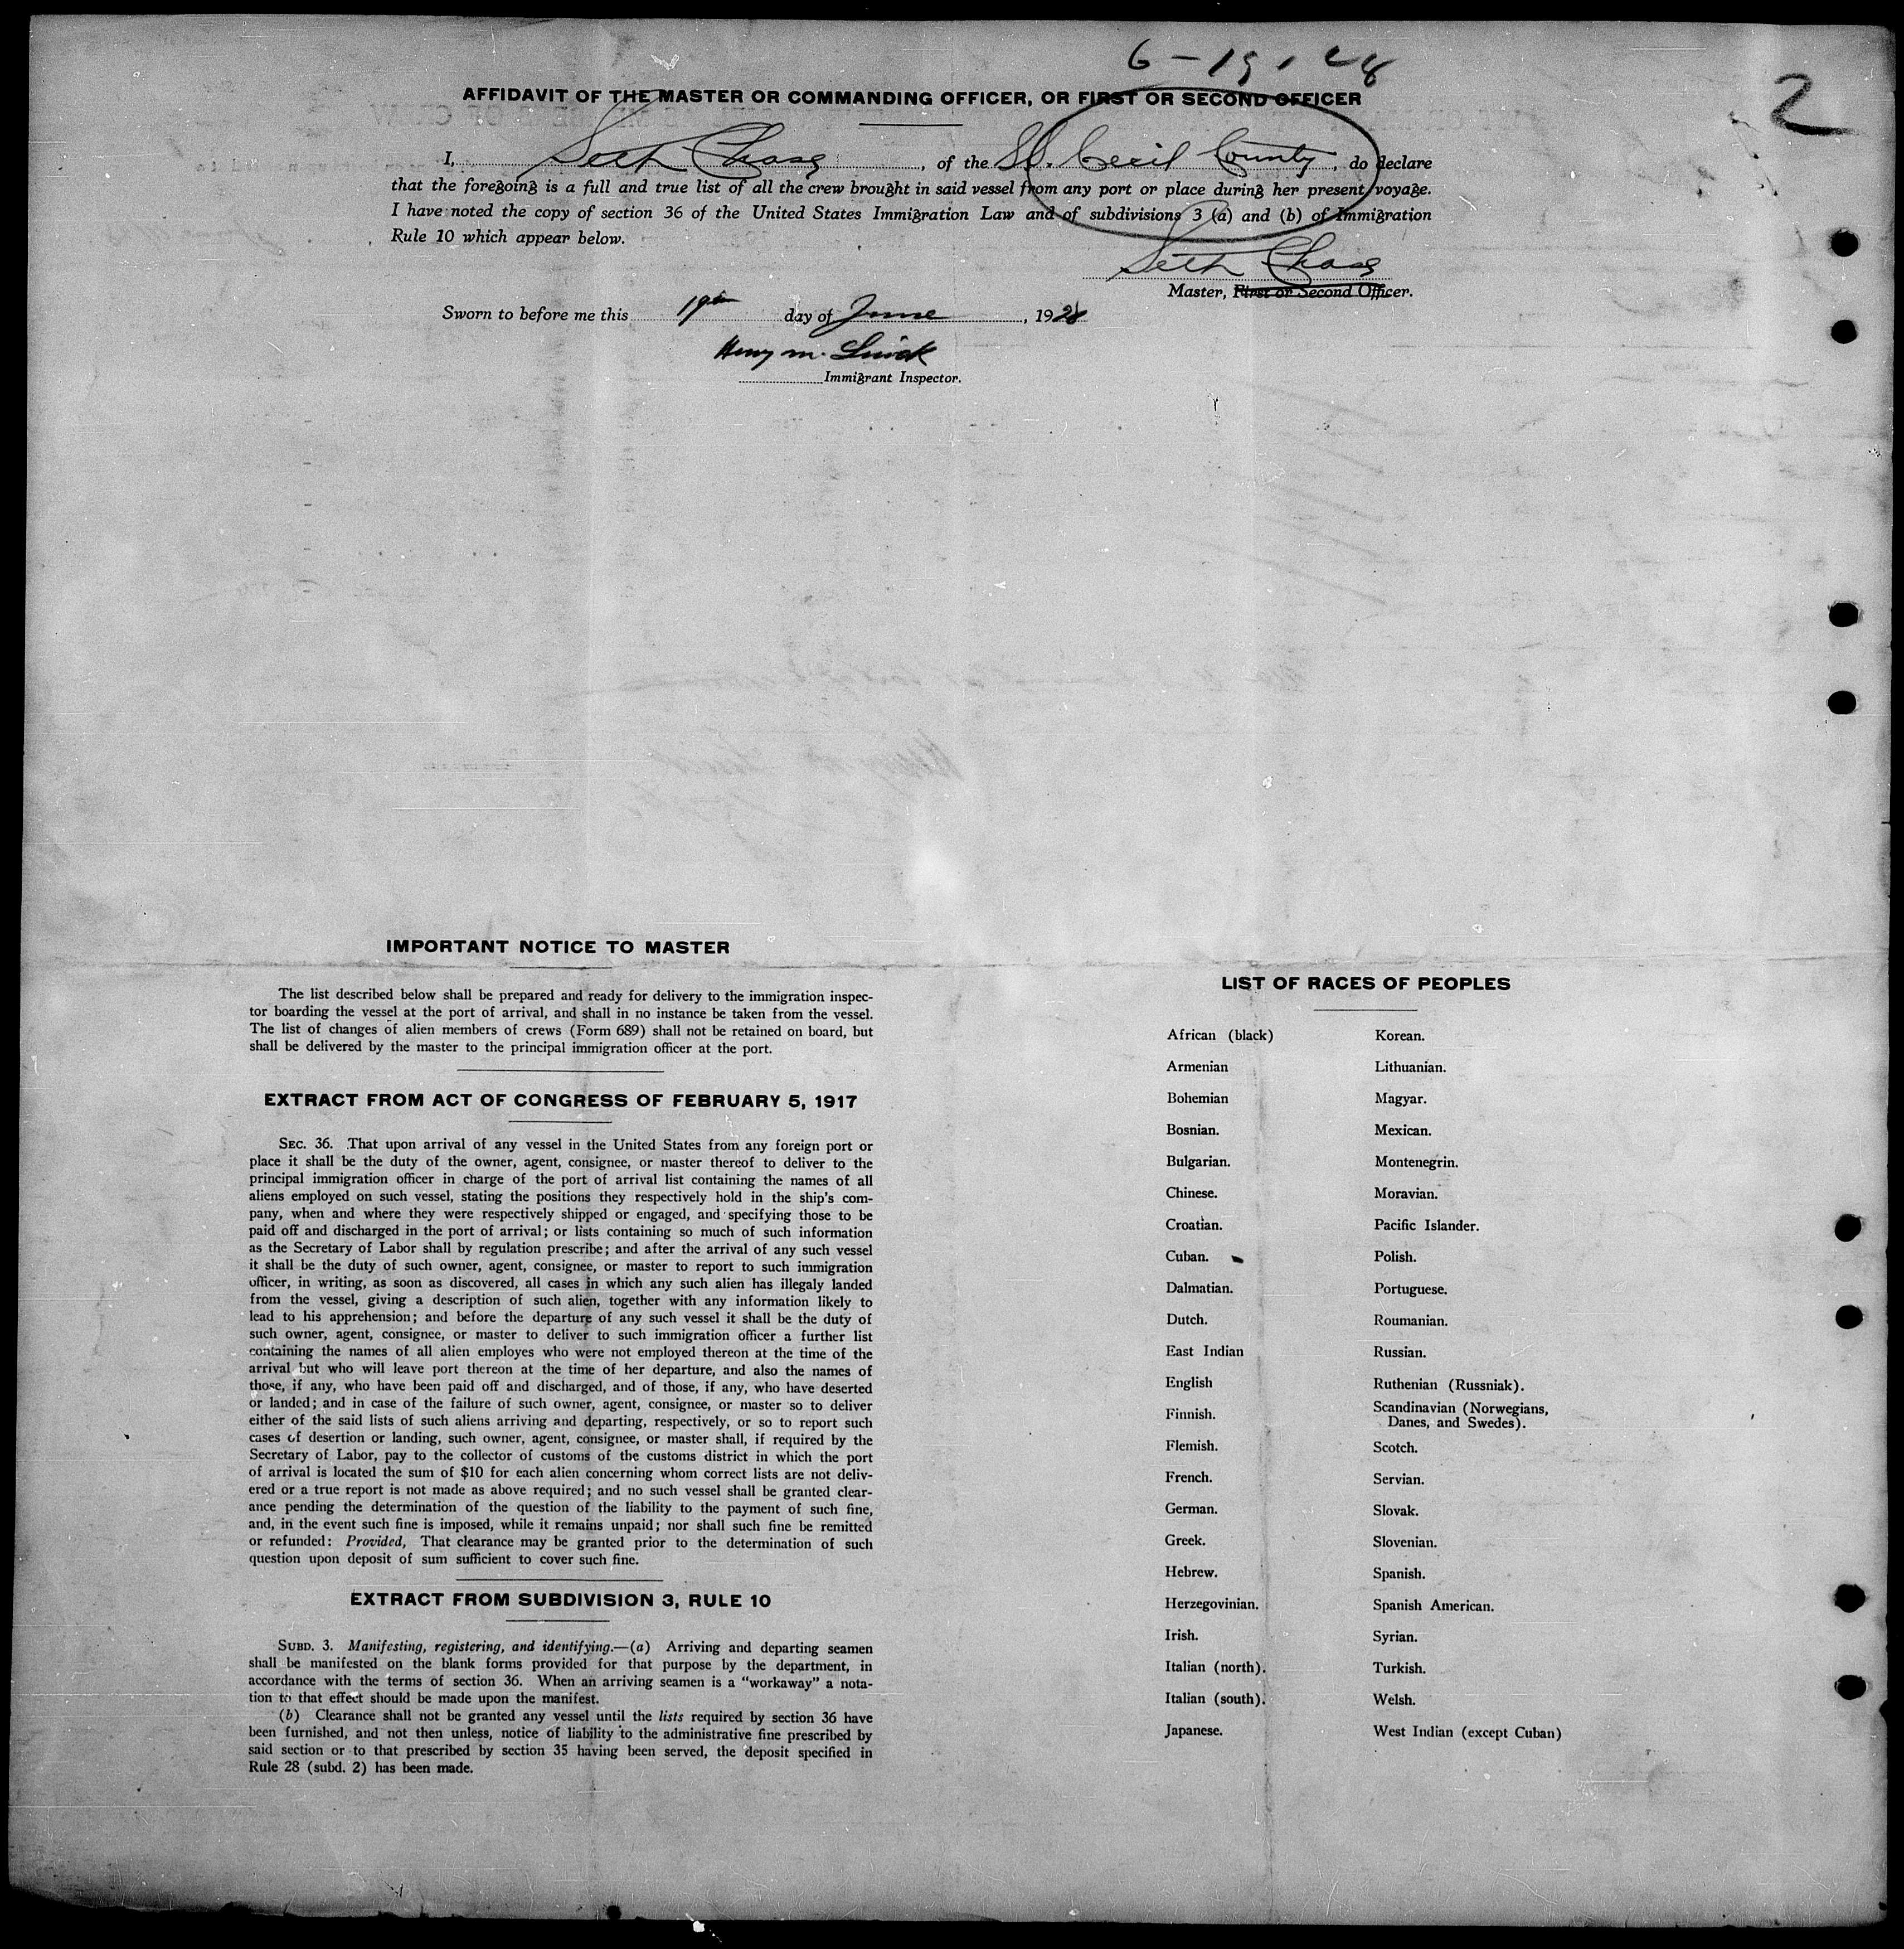 6-19-28
2
AFFIDAVIT OF THE MASTER OR COMMANDING OFFICER, OR FIRST OR SECOND OFFICER
I, Seth Chase, of the SS. Cecil County, do declare
that the foregoing is a full and true list of all the crew brought in said vessel from any port or place during her present voyage.
I have noted the copy of section 36 of the United States Immigration Law and of subdivisions 3 (a) and (b) of Immigration
Rule 10 which appear below.
Seth Chase
Master, First or Second Officer.
Sworn to before me this 19th day of June, 1928
Henry M.
Immigrant Inspector.
IMPORTANT NOTICE TO MASTER
The list described below shall be prepared and ready for delivery to the immigration inspec-
tor boarding the vessel at the port of arrival, and shall in no instance be taken from the vessel.
The list of changes of alien members of crews (Form 689) shall not be retained on board, but
shall be delivered by the master to the principal immigration officer at the port.
EXTRACT FROM ACT OF CONGRESS OF FEBRUARY 5, 1917
SEC. 36. That upon arrival of any vessel in the United States from any foreign port or
place it shall be the duty of the owner, agent, consignee, or master thereof to deliver to the
principal immigration officer in charge of the port of arrival list containing the names of all
aliens employed on such vessel, stating the positions they respectively hold in the ship's com-
pany, when and where they were respectively shipped or engaged, and specifying those to be
paid off and discharged in the port of arrival; or lists containing so much of such information
as the Secretary of Labor shall by regulation prescribe; and after the arrival of any such vessel
it shall be the duty of such owner, agent, consignee, or master to report to such immigration
officer, in writing, as soon as discovered, all cases in which any such alien has illegaly landed
from the vessel, giving a description of such alien, together with any information likely to
lead to his apprehension; and before the departure of any such vessel it shall be the duty of
such owner, agent, consignee, or master to deliver to such immigration officer a further list
containing the names of all alien employes who were not employed thereon at the time of the
arrival but who will leave port thereon at the time of her departure, and also the names of
those, if any, who have been paid off and discharged, and of those, if any, who have deserted
or landed; and in case of the failure of such owner, agent, consignee, or master so to deliver
either of the said lists of such aliens arriving and departing, respectively, or so to report such
cases of desertion or landing, such owner, agent, consignee, or master shall, if required by the
Secretary of Labor, pay to the collector of customs of the customs district in which the port
of arrival is located the sum of $10 for each alien concerning whom correct lists are not deliv-
ered or a true report is not made as above required; and no such vessel shall be granted clear-
ance pending the determination of the question of the liability to the payment of such fine,
and, in the event such fine is imposed, while it remains unpaid; nor shall such fine be remitted
or refunded: Provided, That clearance may be granted prior to the determination of such
question upon deposit of sum sufficient to cover such fine.
EXTRACT FROM SUBDIVISION 3, RULE 10
SUBD. 3. Manifesting, registering, and identifying.—(a) Arriving and departing seamen
shall be manifested on the blank forms provided for that purpose by the department, in
accordance with the terms of section 36. When an arriving seamen is a "workaway" a nota-
tion to that effect should be made upon the manifest.
(b) Clearance shall not be granted any vessel until the lists required by section 36 have
been furnished, and not then unless, notice of liability to the administrative fine prescribed by
said section or to that prescribed by section 35 having been served, the deposit specified in
Rule 28 (subd. 2) has been made.
LIST OF RACES OF PEOPLES
African (black)
Armenian
Bohemian
Bosnian.
Bulgarian.
Chinese.
Croatian.
Cuban.
Dalmatian.
Dutch.
East Indian
English
Finnish.
Flemish.
French.
German.
Greek.
Hebrew.
Herzegovinian.
Irish.
Italian (north).
Italian (south).
Japanese.
Korean.
Lithuanian.
Magyar.
Mexican.
Montenegrin.
Moravian.
Pacific Islander.
Polish.
Portuguese.
Roumanian.
Russian.
Ruthenian (Russniak).
Scandinavian (Norwegians,
Danes, and Swedes).
Scotch.
Servian.
Slovak.
Slovenian.
Spanish.
Spanish American.
Syrian.
Turkish.
Welsh.
West Indian (except Cuban)